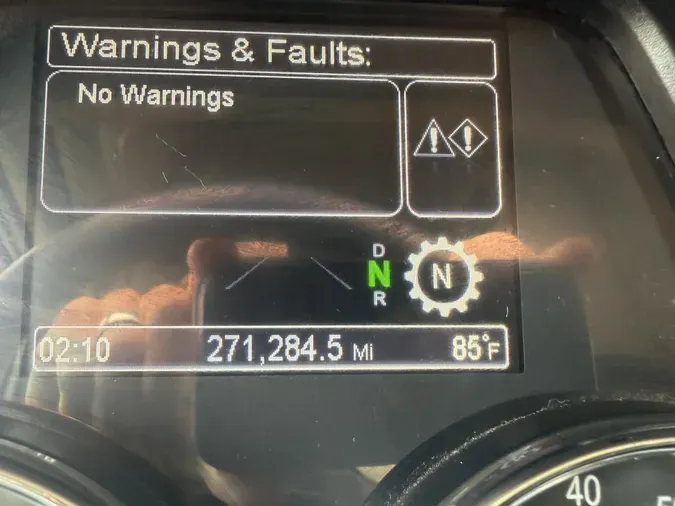 Warnings & Faults:
No Warnings
D
N N
R
02:10 271,284.5 Mi 85°F
40